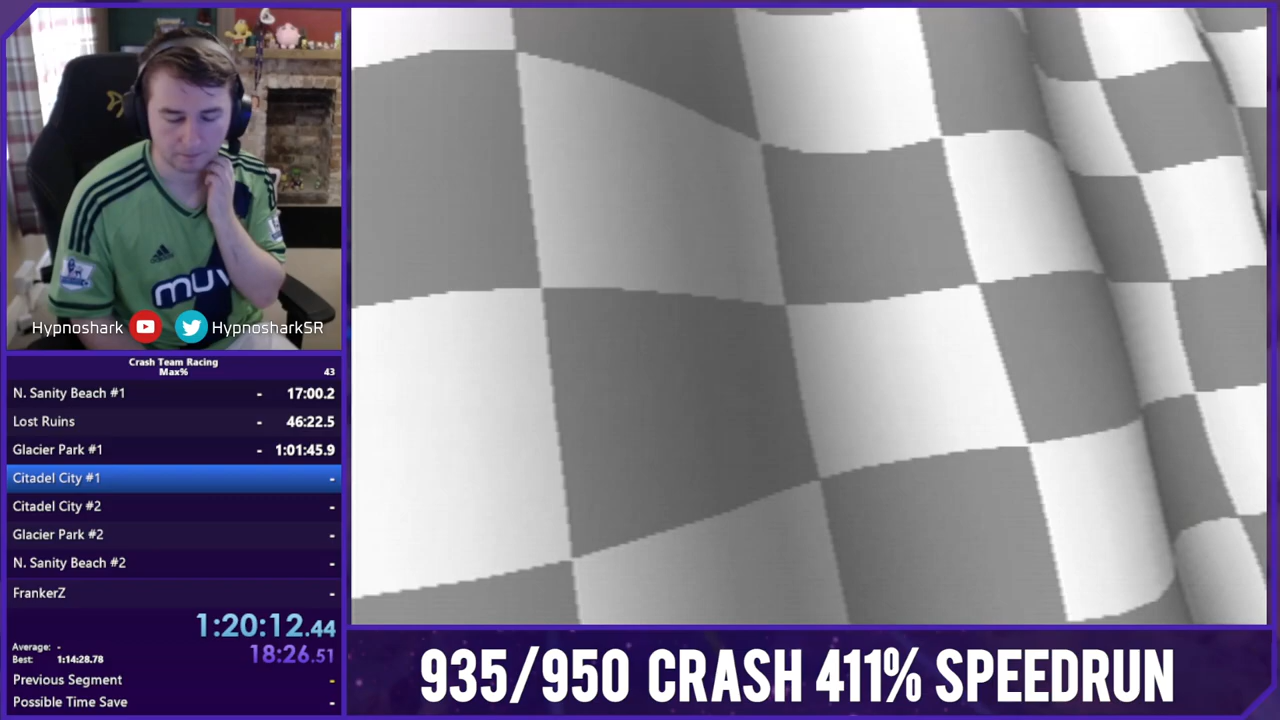 muv
Hypnoshark
HypnosharkSR
Crash Team Racing
Max% 43
N. Sanity Beach #1 - 17:00.2
Lost Ruins - 46:22.5
Glacier Park #1 - 1:01:45.9
Citadel City #1 -
Citadel City #2 -
Glacier Park #2 -
N. Sanity Beach #2 -
FrankerZ -
1:20:12.44
Average: -
Best: 1:14:28.78
18:26.51
Previous Segment -
Possible Time Save -
935/950 CRASH 411% SPEEDRUN